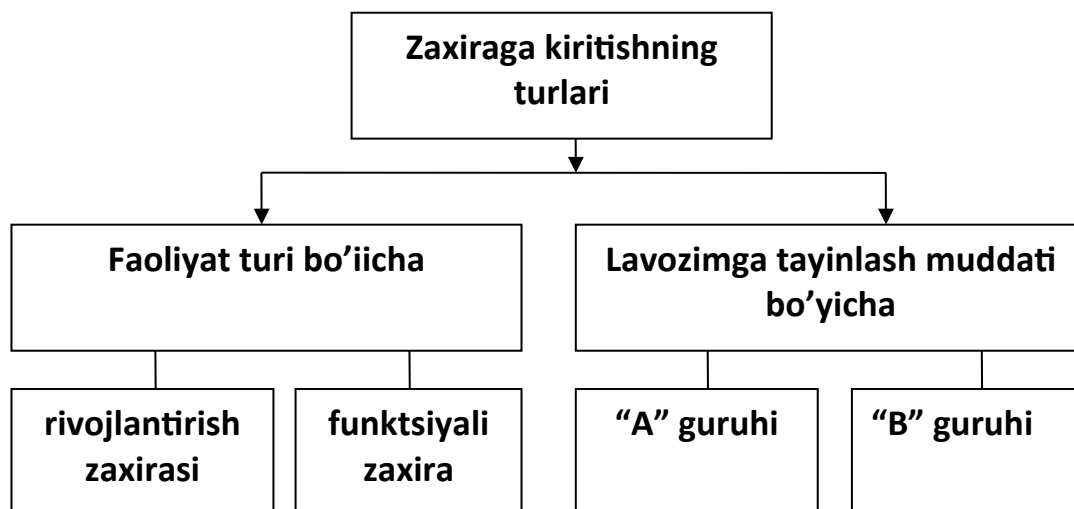 Zaxiraga kiritishning
turlari
Faoliyat turi bo’iicha
Lavozimga tayinlash muddati
bo’yicha
rivojlantirish
zaxirasi
funktsiyali
zaxira
“A” guruhi
“B” guruhi